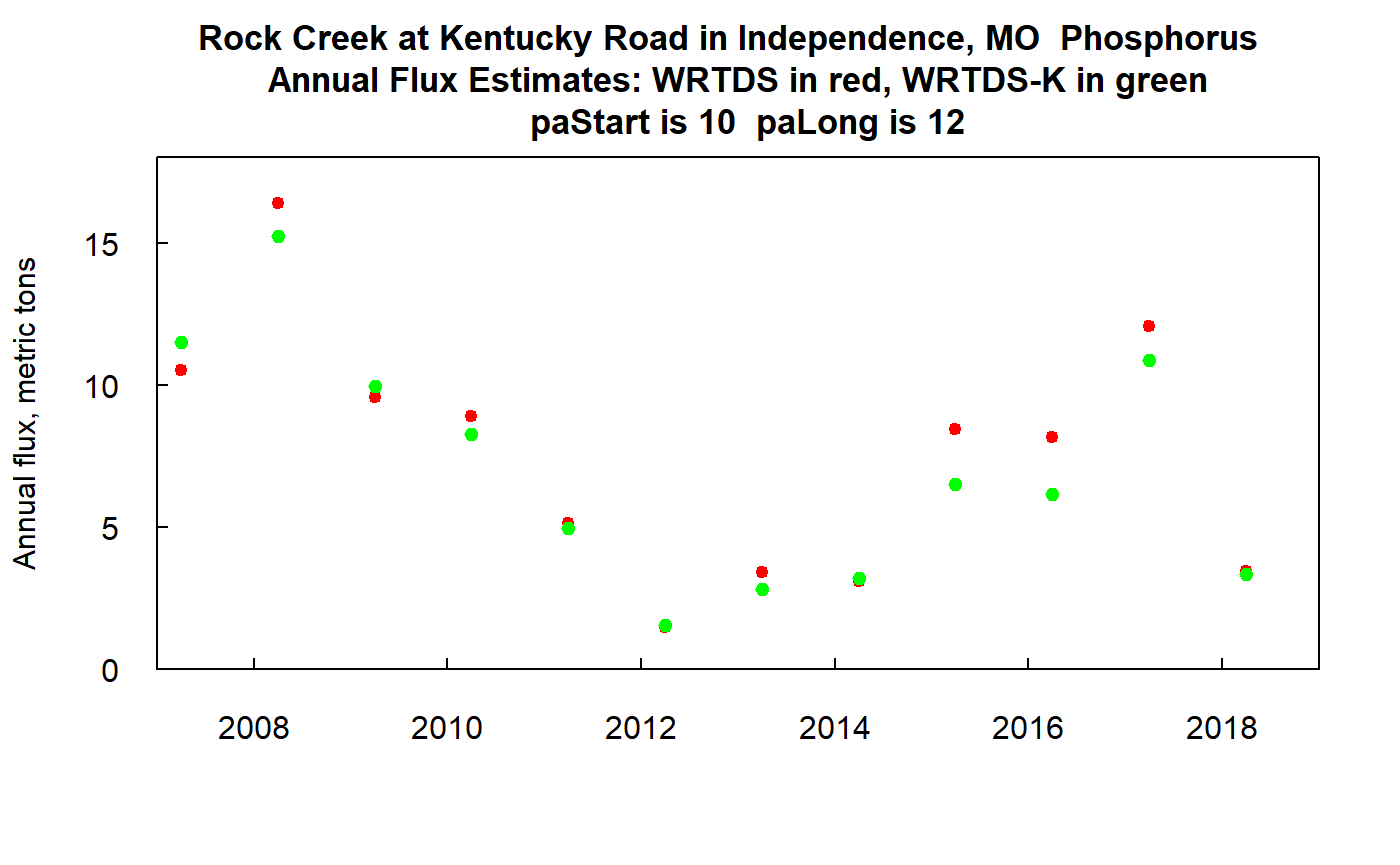 Rock Creek at Kentucky Road in Independence, MO  Phosphorus
Annual Flux Estimates: WRTDS in red, WRTDS-K in green
paStart is 10  paLong is 12
Annual flux, metric tons
15
10
5
0
2008 2010 2012 2014 2016 2018